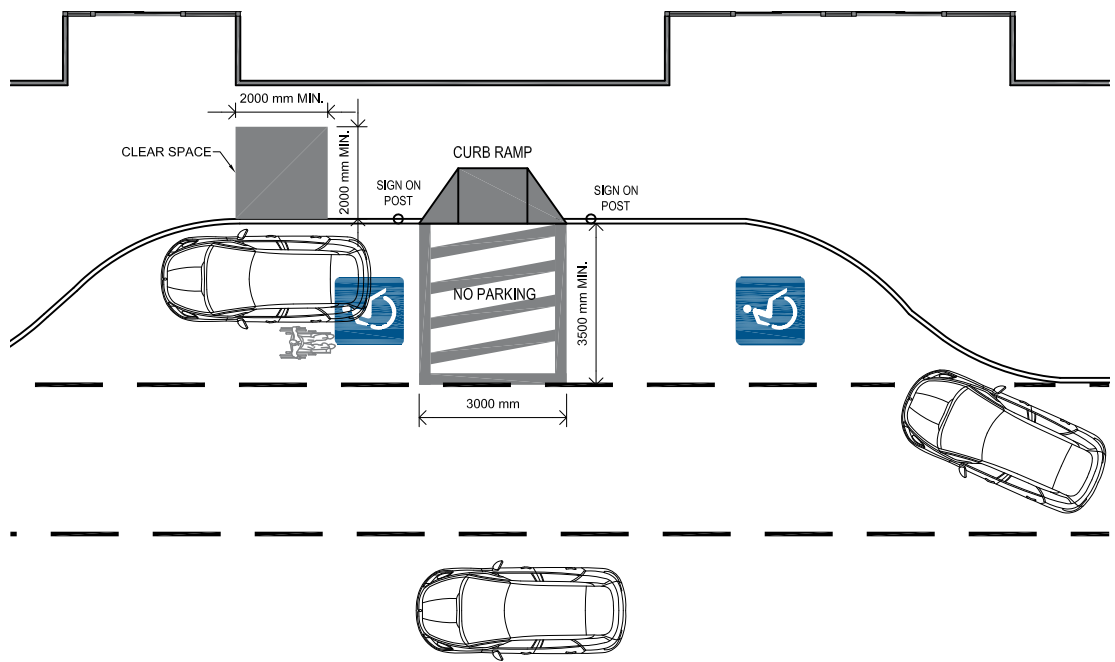 2000 mm MIN.
CLEAR SPACE
2000 mm MIN.
CURB RAMP
SIGN ON
POST
SIGN ON
POST
NO PARKING
3500 mm MIN.
3000 mm